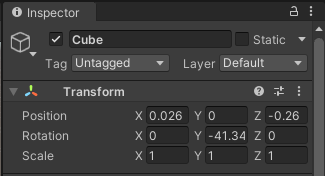 Inspector
Cube Static
Tag Untagged Layer Default
Transform
Position X 0.026 Y 0 Z -0.26
Rotation X 0 Y -41.34 Z 0
Scale X 1 Y 1 Z 1